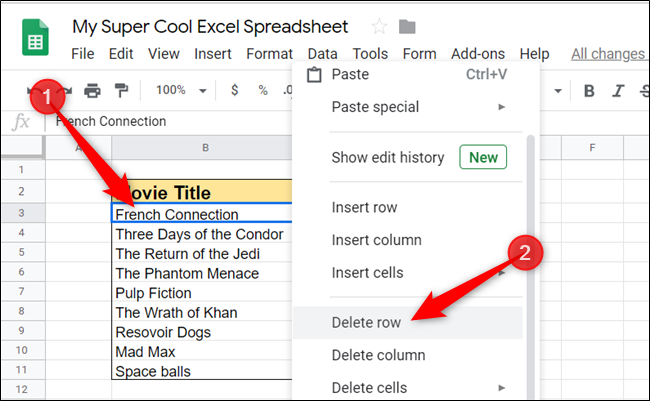 My Super Cool Excel Spreadsheet
File Edit View Insert Format Data Tools Form Add-ons Help All changes
100% $ % .0 B I S
fx French Connection
A B F
1
2 Movie Title
3 French Connection
4 Three Days of the Condor
5 The Return of the Jedi
6 The Phantom Menace
7 Pulp Fiction
8 The Wrath of Khan
9 Resovoir Dogs
10 Mad Max
11 Space balls
12
Paste Ctrl+V
Paste special
Show edit history New
Insert row
Insert column
Insert cells
Delete row
Delete column
Delete cells
1
2